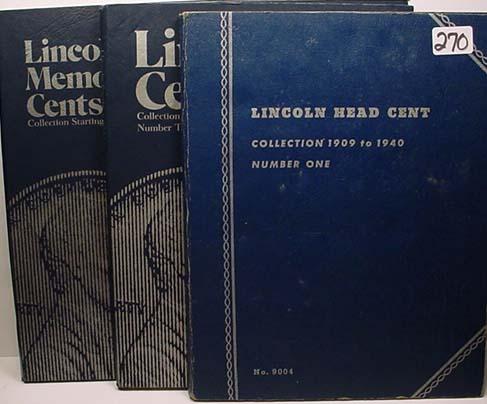 Linco
Memo
Cents
Collection Starting
Lin
Ce
Collection
Number T
270
LINCOLN HEAD CENT
COLLECTION 1909 to 1940
NUMBER ONE
No. 9004